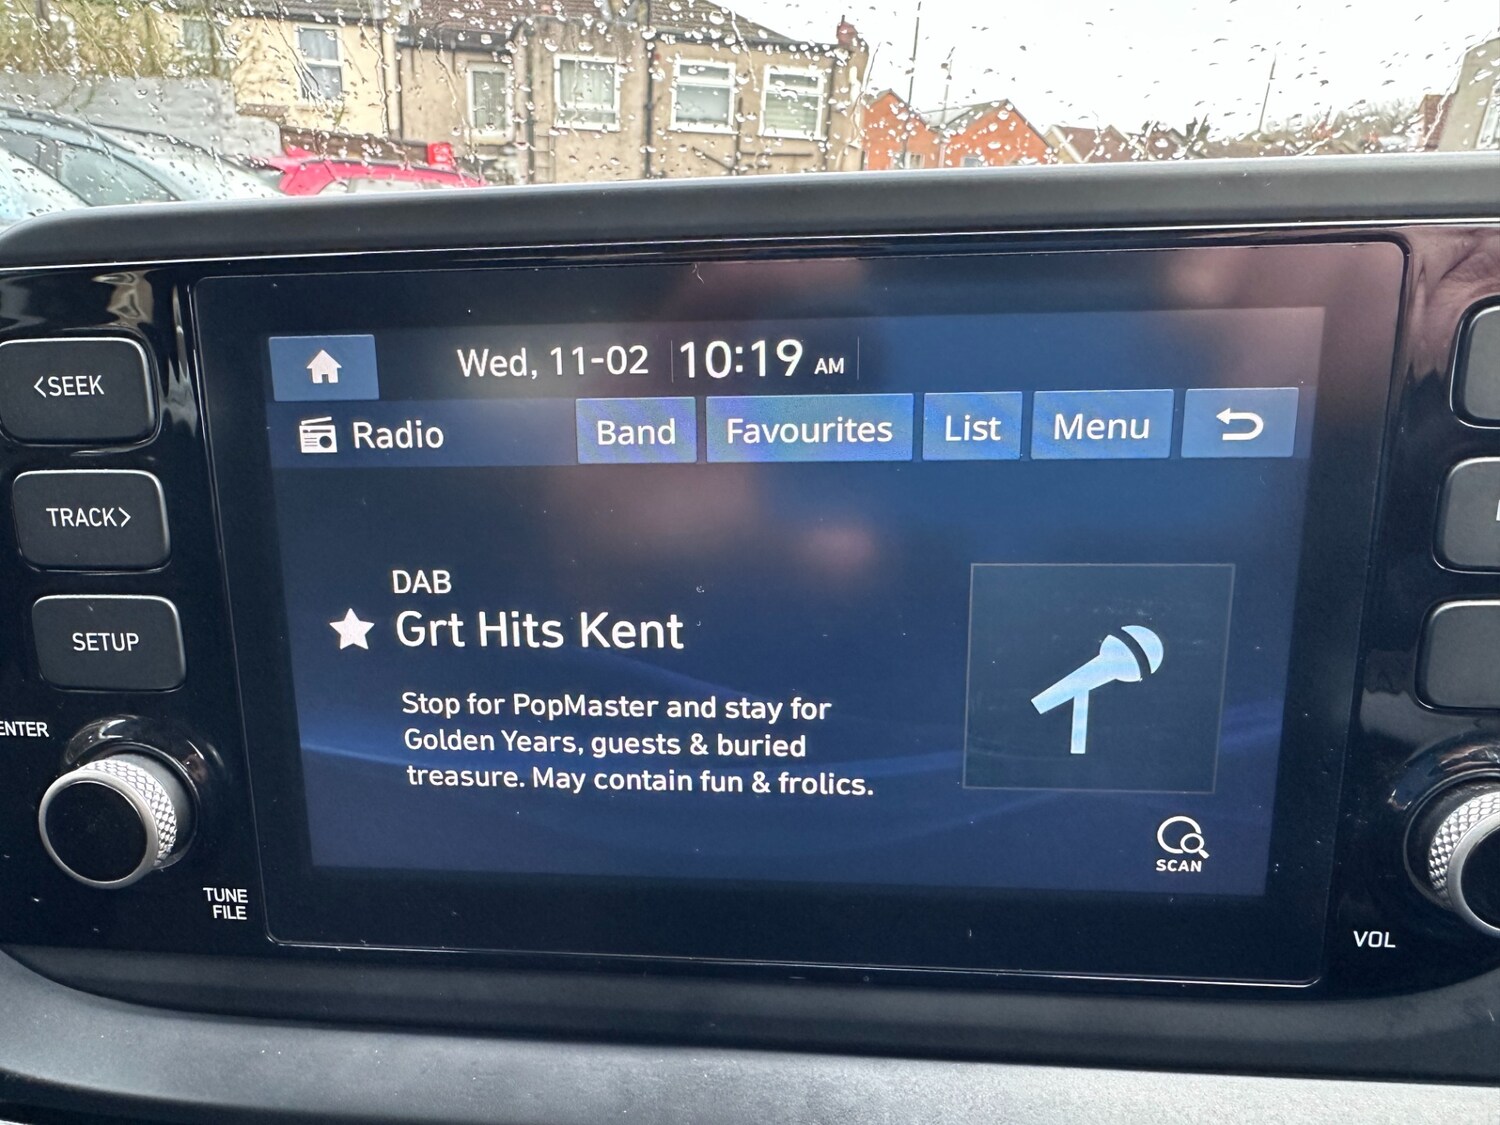 <SEEK
TRACK>
SETUP
ENTER
TUNE
FILE
Wed, 11-02 10:19 AM
Radio Band Favourites List Menu
DAB
Grt Hits Kent
Stop for PopMaster and stay for
Golden Years, guests & buried
treasure. May contain fun & frolics.
SCAN
VOL